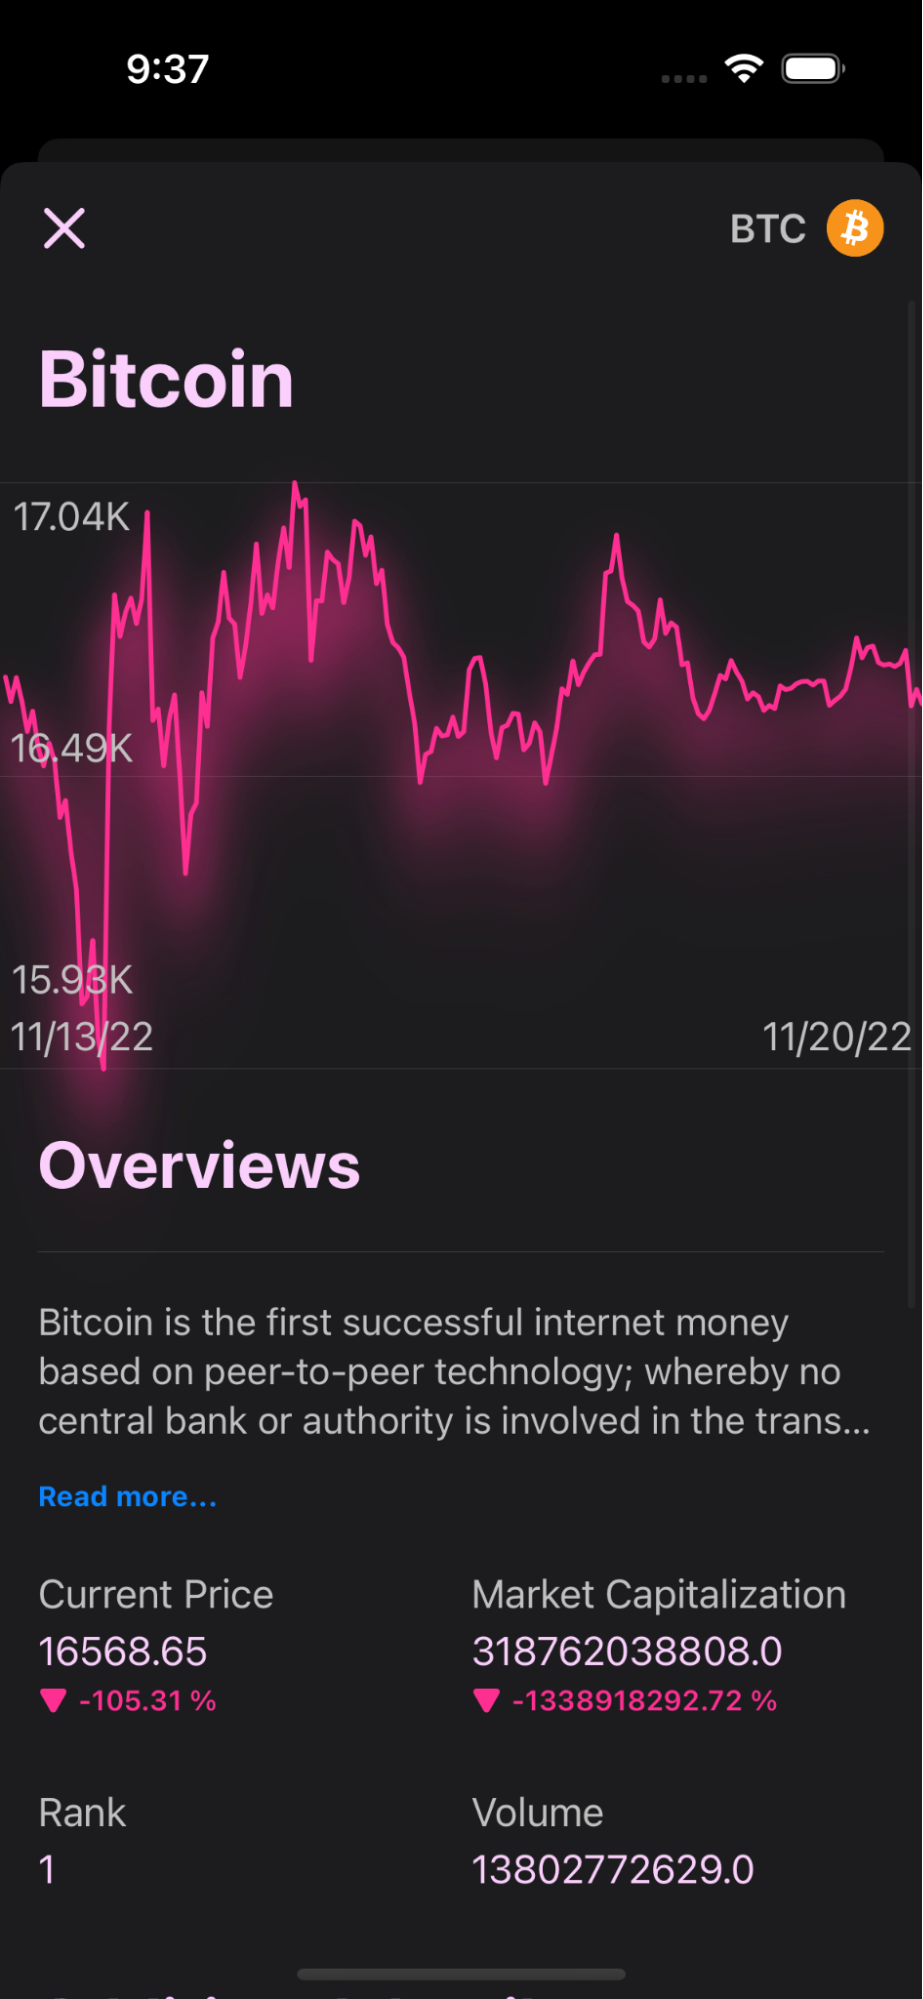 9:37
BTC
Bitcoin
17.04K
16.49K
15.93K
11/13/22 11/20/22
Overviews
Bitcoin is the first successful internet money
based on peer-to-peer technology; whereby no
central bank or authority is involved in the trans...
Read more...
Current Price Market Capitalization
16568.65 318762038808.0
-105.31 % -1338918292.72 %
Rank Volume
1 13802772629.0